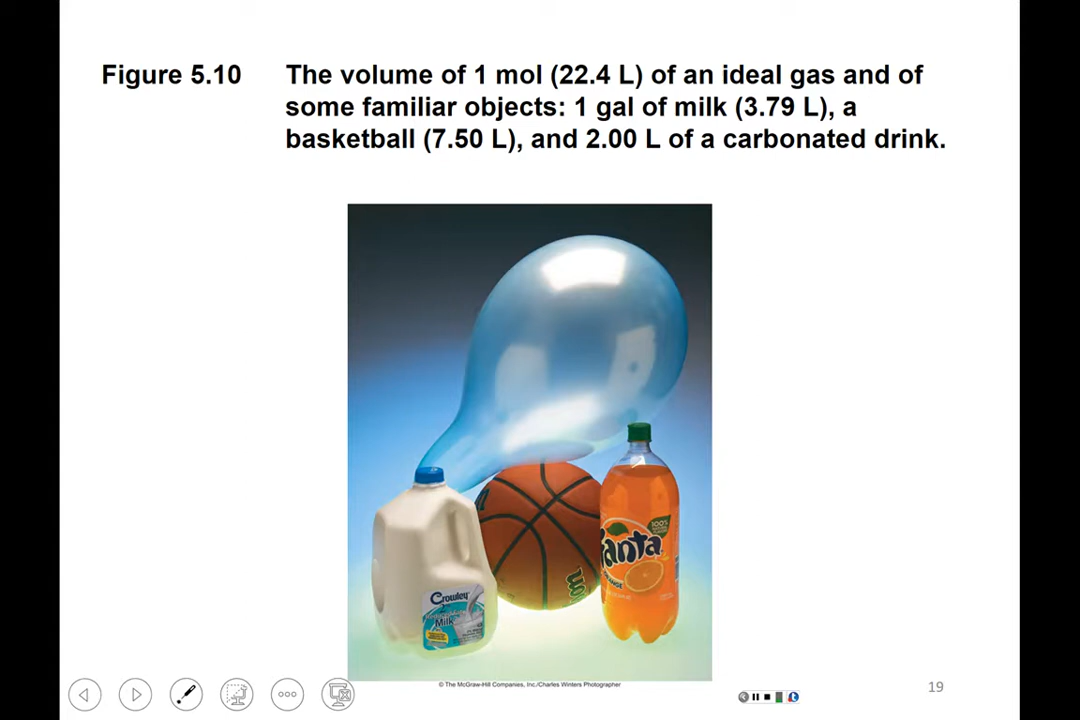 Figure 5.10 The volume of 1 mol (22.4 L) of an ideal gas and of
some familiar objects: 1 gal of milk (3.79 L), a
basketball (7.50 L), and 2.00 L of a carbonated drink.
100%
Fanta
ORANGE
Crowley
Milk
© The McGraw-Hill Companies, Inc./Charles Winters Photographer
19